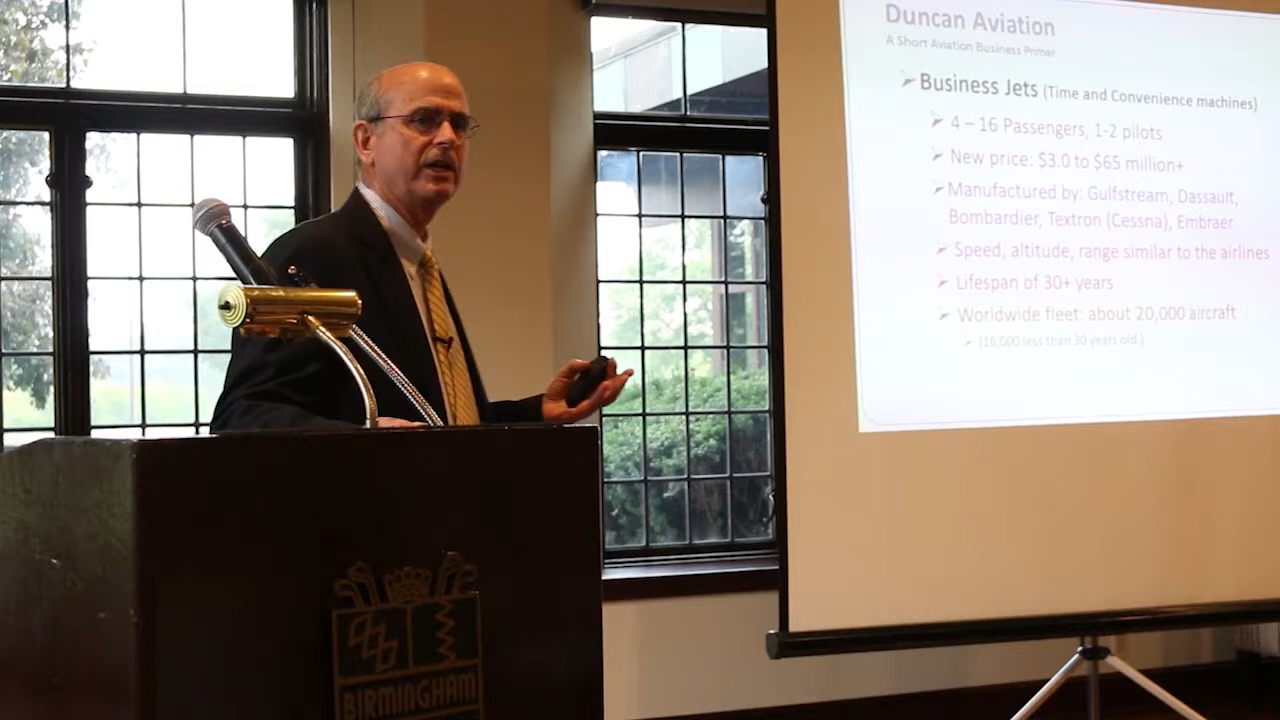 Duncan Aviation
A Short Aviation Business Primer
Business Jets (Time and Convenience machines)
4 – 16 Passengers, 1-2 pilots
New price: $3.0 to $65 million+
Manufactured by: Gulfstream, Dassault,
Bombardier, Textron (Cessna), Embraer
Speed, altitude, range similar to the airlines
Lifespan of 30+ years
Worldwide fleet: about 20,000 aircraft
(16,000 less than 30 years old.)
BIRMINGHAM